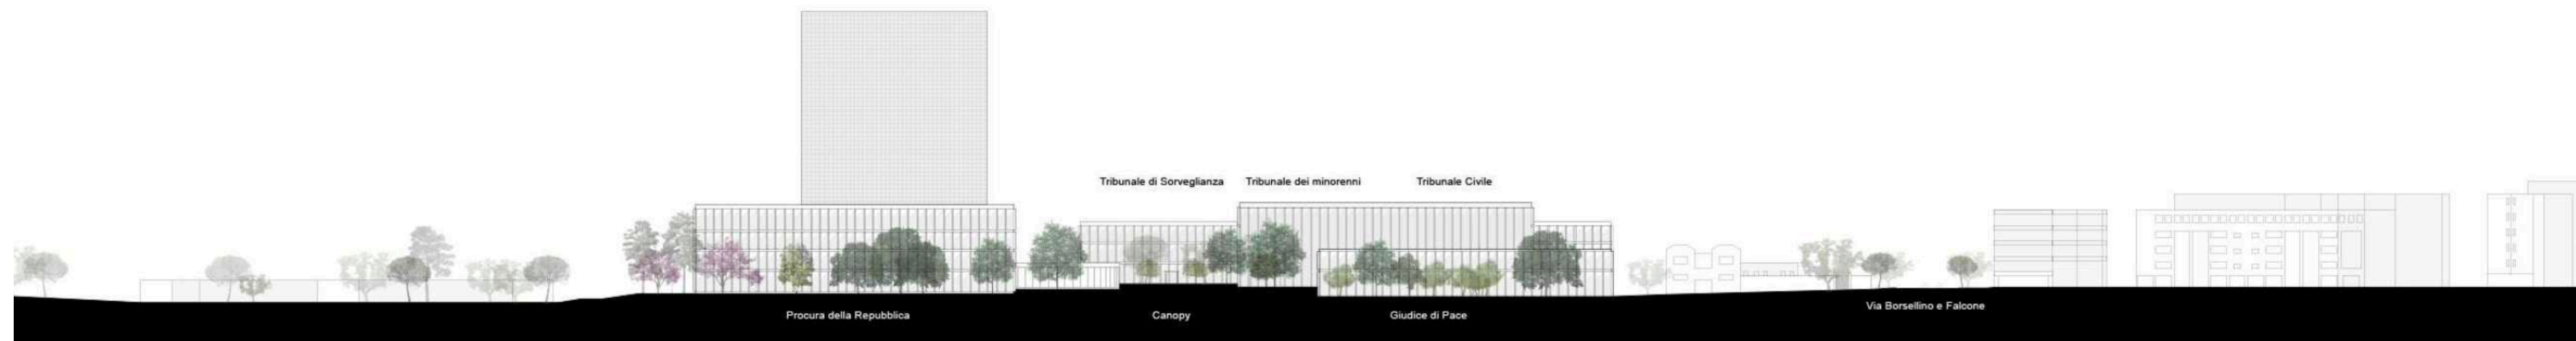 Tribunale di Sorveglianza
Tribunale dei minorenni
Tribunale Civile
Procura della Repubblica
Canopy
Giudice di Pace
Via Borsellino e Falcone